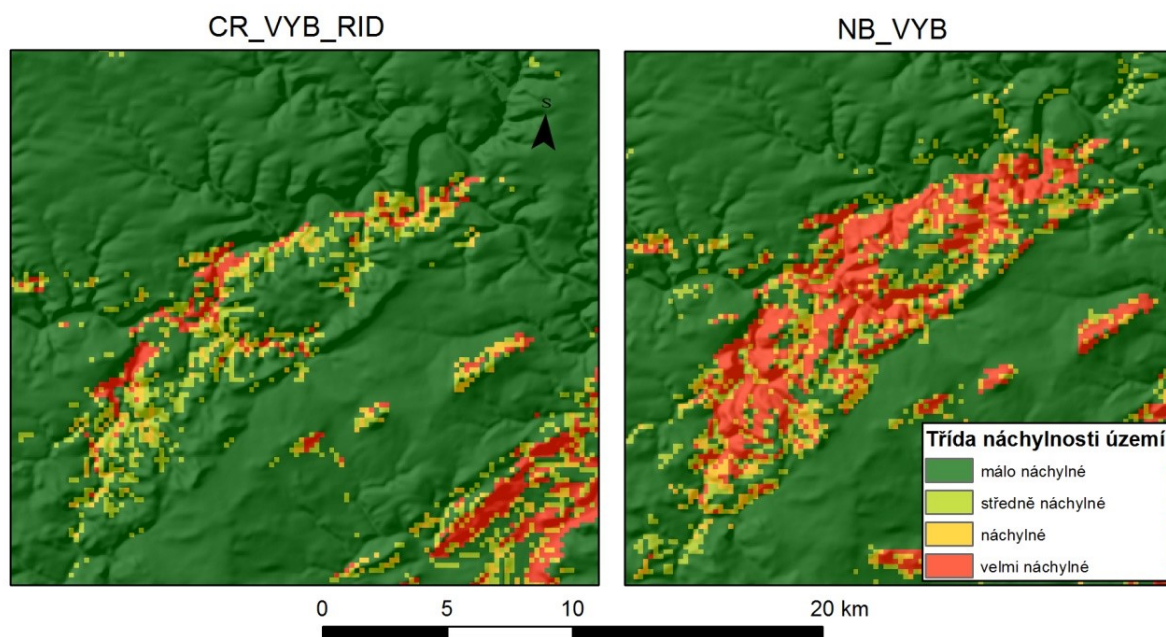 CR_VYB_RID
NB_VYB
S
Třída náchylnosti území
málo náchylné
středně náchylné
náchylné
velmi náchylné
0 5 10 20 km